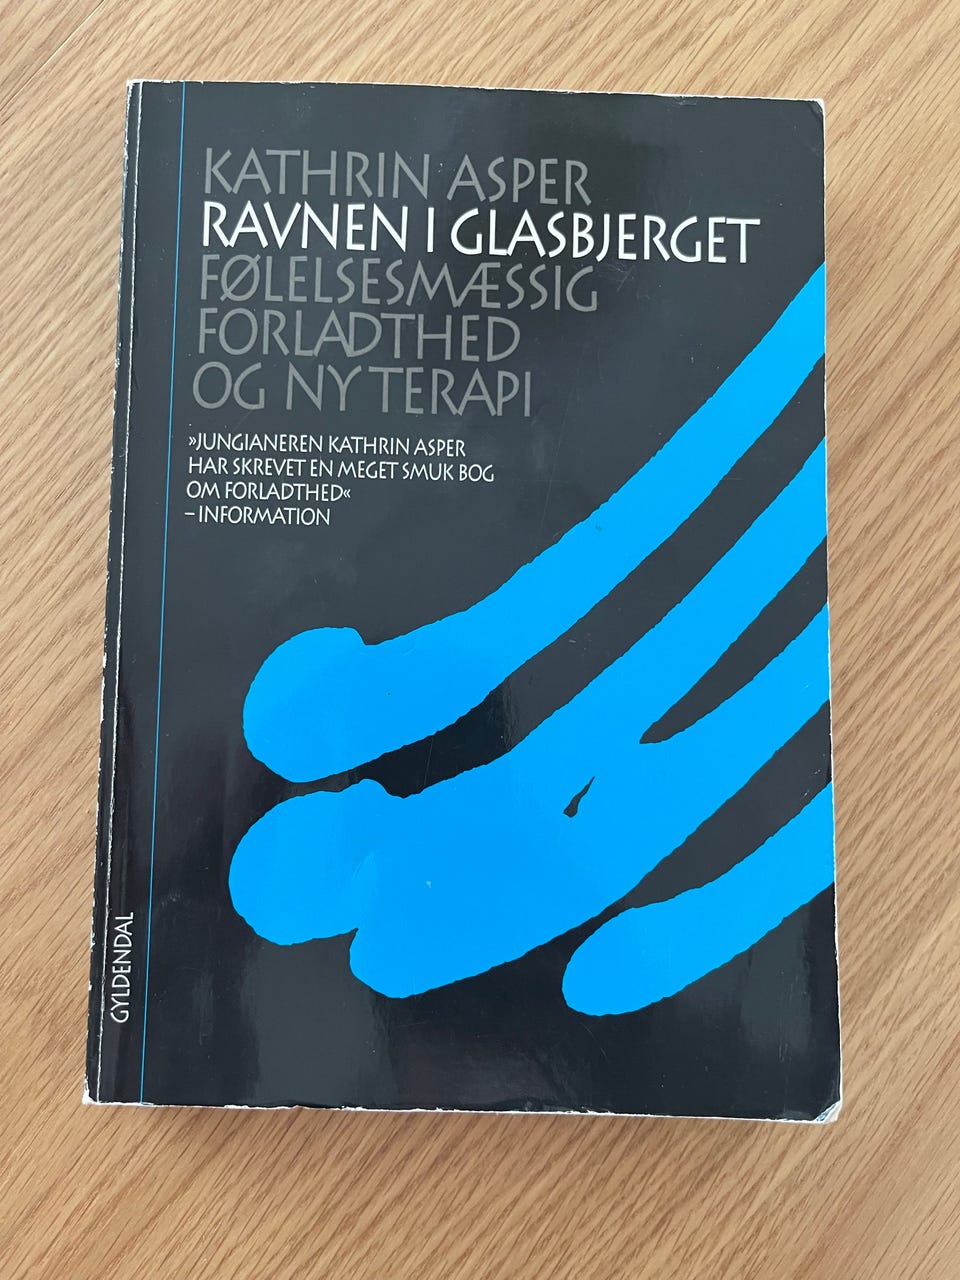 KATHRIN ASPER
RAVNEN I GLASBJERGET
FØLELSESMÆSSIG
FORLADTHED
OG NY TERAPI
»JUNGIANEREN KATHRIN ASPER
HAR SKREVET EN MEGET SMUK BOG
OM FORLADTHED«
– INFORMATION
GYLDENDAL